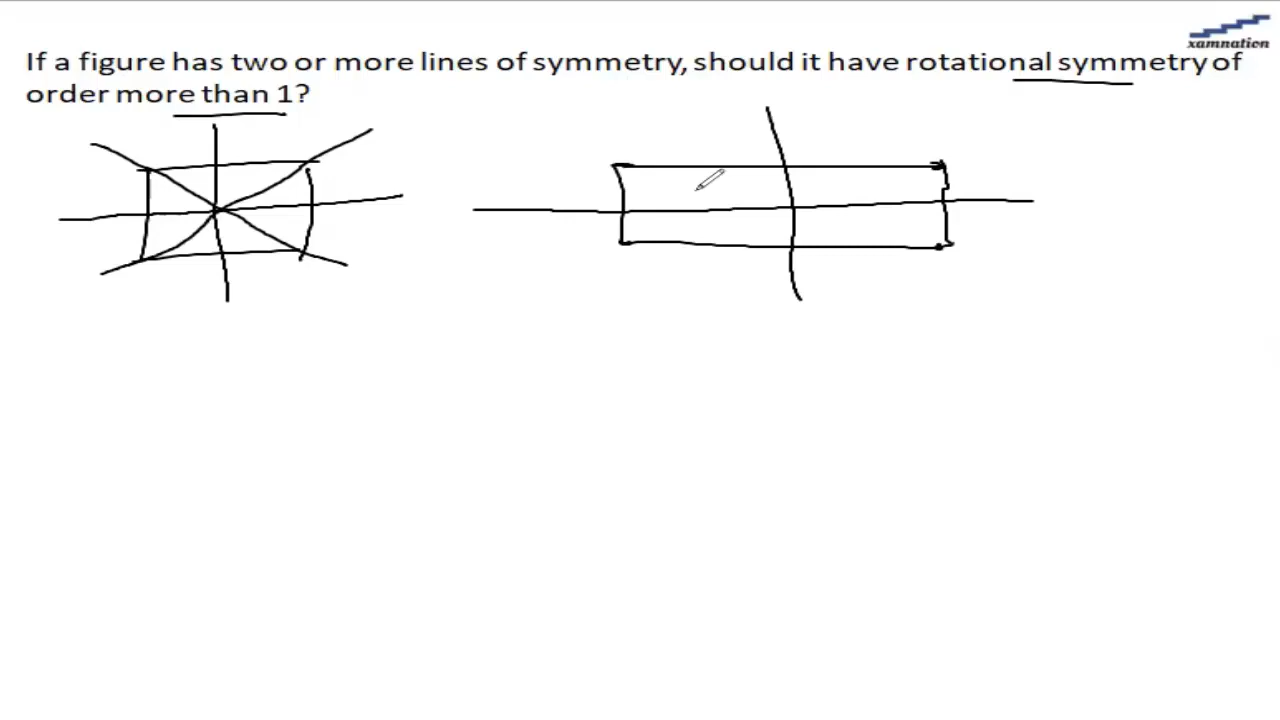 xamnation
If a figure has two or more lines of symmetry, should it have rotational symmetry of
order more than 1?